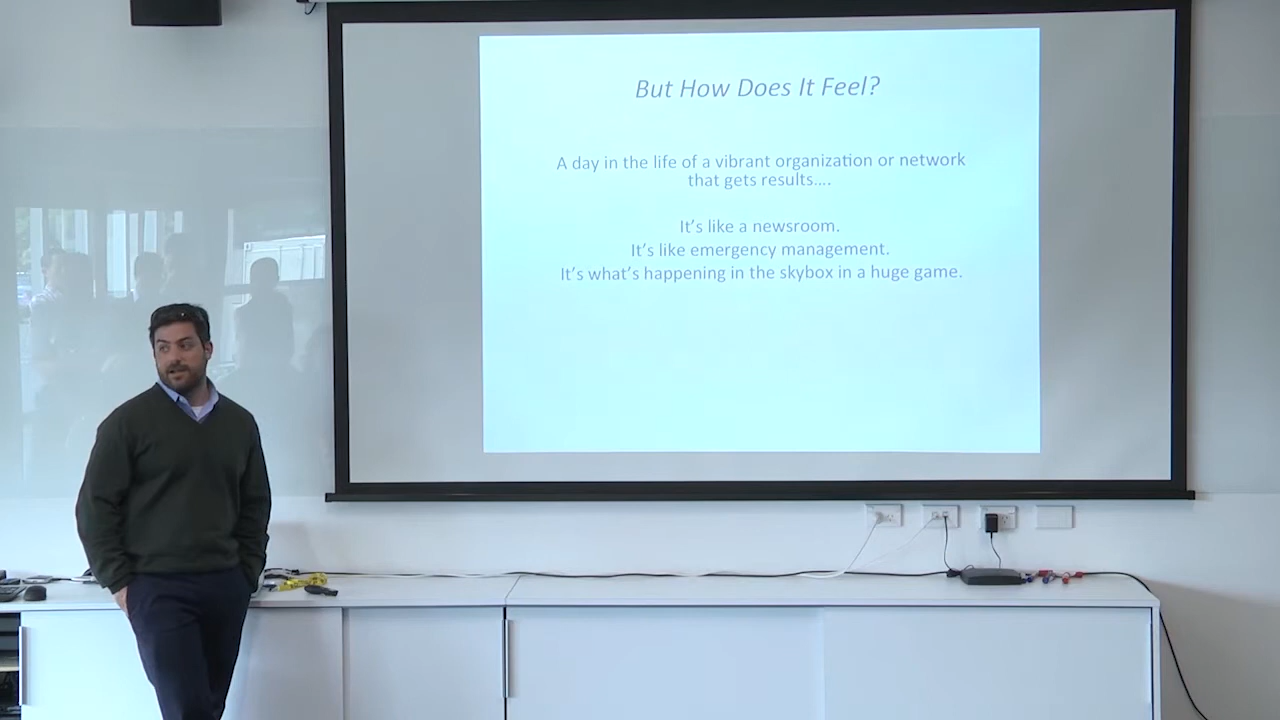 But How Does It Feel?
A day in the life of a vibrant organization or network
that gets results....
It's like a newsroom.
It's like emergency management.
It's what's happening in the skybox in a huge game.